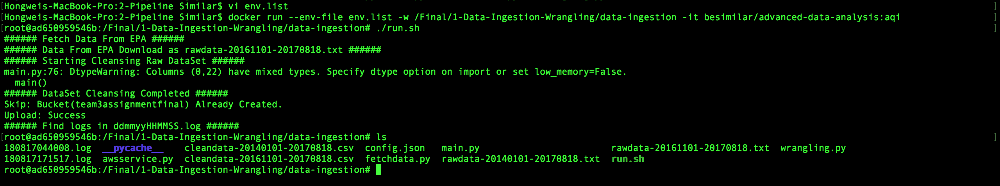 [Hongweis-MacBook-Pro:2-Pipeline Similar$ vi env.list ]
[Hongweis-MacBook-Pro:2-Pipeline Similar$ docker run --env-file env.list -w /Final/1-Data-Ingestion-Wrangling/data-ingestion -it besimilar/advanced-data-analysis:aqi ]
[root@ad650959546b:/Final/1-Data-Ingestion-Wrangling/data-ingestion# ./run.sh ]
###### Fetch Data From EPA ######
###### Data From EPA Download as rawdata-20161101-20170818.txt ######
###### Starting Cleansing Raw DataSet ######
main.py:76: DtypeWarning: Columns (0,22) have mixed types. Specify dtype option on import or set low_memory=False.
  main()
###### DataSet Cleansing Completed ######
Skip: Bucket(team3assignmentfinal) Already Created.
Upload: Success
###### Find logs in ddmmyyHHMMSS.log ######
[root@ad650959546b:/Final/1-Data-Ingestion-Wrangling/data-ingestion# ls ]
180817044008.log  __pycache__    cleandata-20140101-20170818.csv  config.json   main.py                        rawdata-20161101-20170818.txt  wrangling.py
180817171517.log  awsservice.py  cleandata-20161101-20170818.csv  fetchdata.py  rawdata-20140101-20170818.txt  run.sh
root@ad650959546b:/Final/1-Data-Ingestion-Wrangling/data-ingestion#